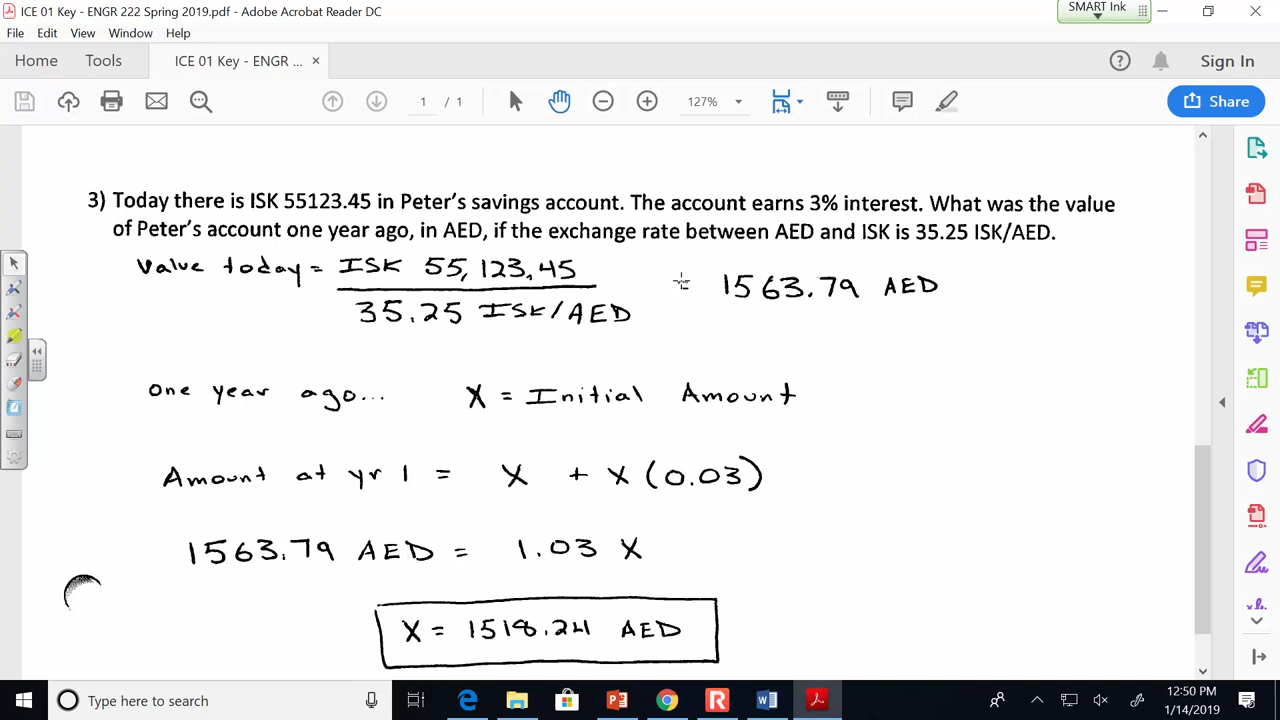 ICE 01 Key - ENGR 222 Spring 2019.pdf - Adobe Acrobat Reader DC
SMART Ink
File Edit View Window Help
Home Tools ICE 01 Key - ENGR ... × Sign In
1 / 1 127% Share
3) Today there is ISK 55123.45 in Peter's savings account. The account earns 3% interest. What was the value
of Peter's account one year ago, in AED, if the exchange rate between AED and ISK is 35.25 ISK/AED.
Value today = ISK 55,123.45
35.25 ISK/AED
= 1563.79 AED
One year ago... X = Initial Amount
Amount at yr 1 = X + X (0.03)
1563.79 AED = 1.03 X
X = 1518.24 AED
Type here to search
12:50 PM
1/14/2019